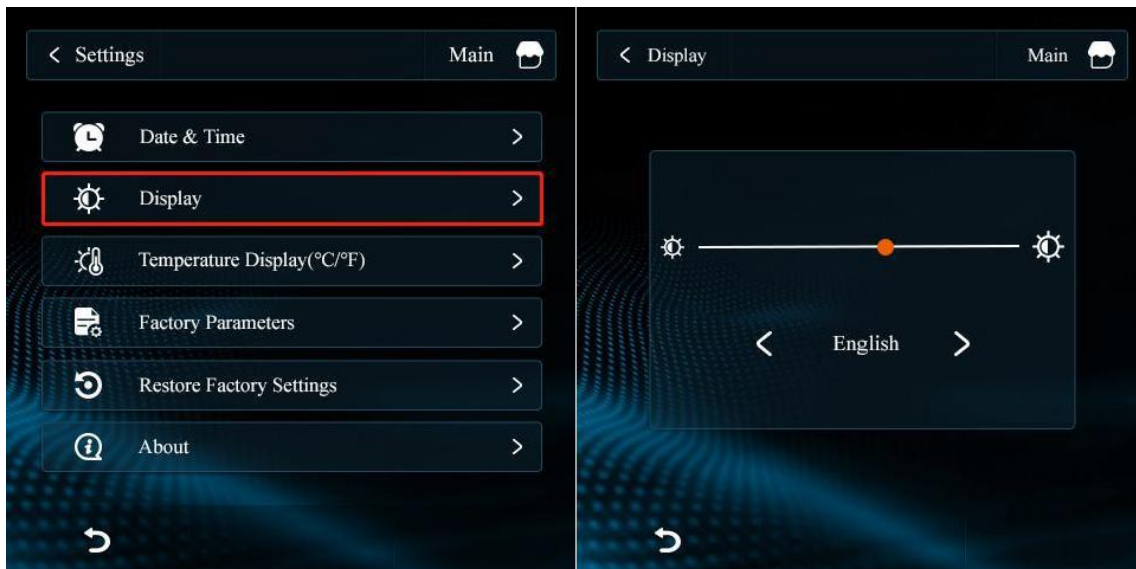 Settings
Main
Date & Time
Display
Temperature Display(°C/°F)
Factory Parameters
Restore Factory Settings
About
Display
Main
English